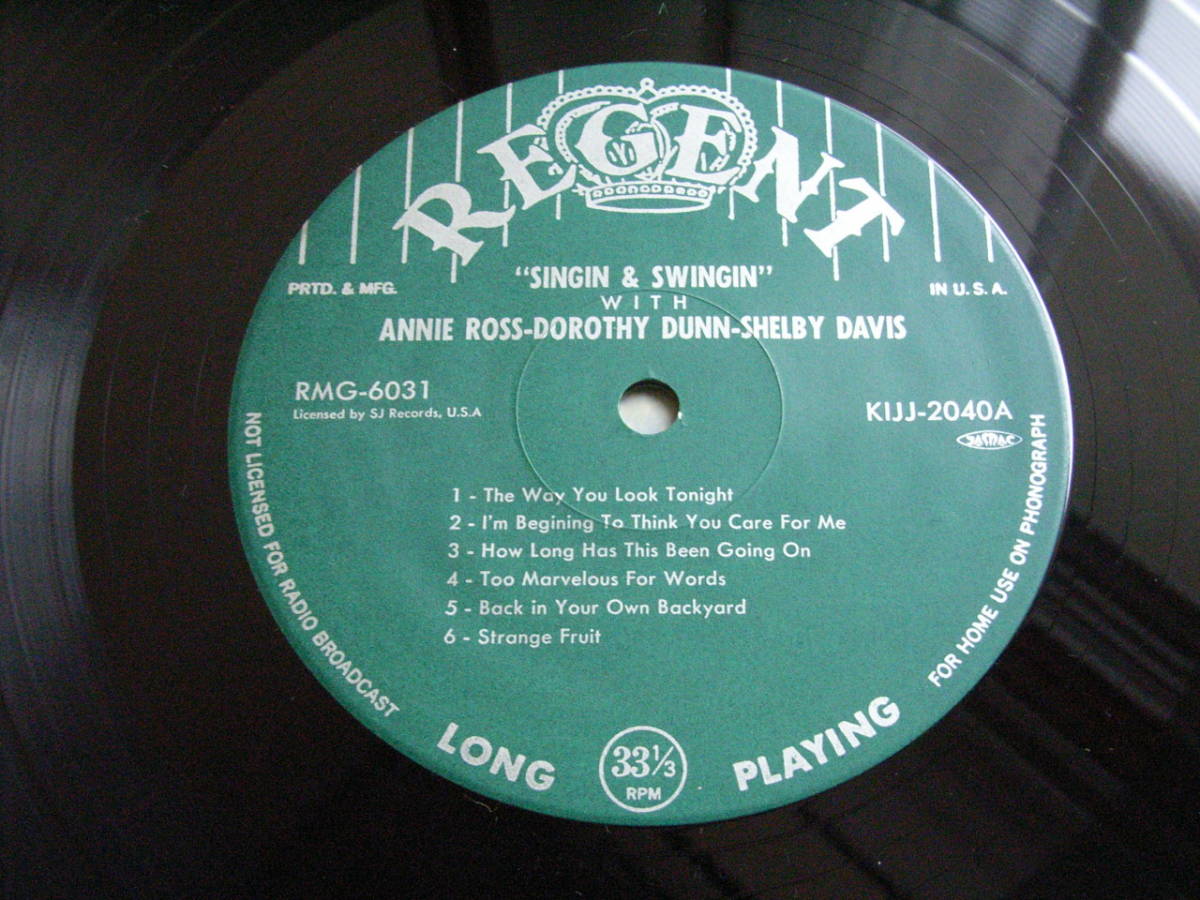 REGENT
"SINGIN & SWINGIN"
PRTD. & MFG.
IN U. S. A.
WITH
ANNIE ROSS-DOROTHY DUNN-SHELBY DAVIS
RMG-6031
Licensed by SJ Records, U.S.A
KIJJ-2040A
JASRAC
1 - The Way You Look Tonight
2 - I'm Begining To Think You Care For Me
3 - How Long Has This Been Going On
4 - Too Marvelous For Words
5 - Back in Your Own Backyard
6 - Strange Fruit
NOT LICENSED FOR RADIO BROADCAST
FOR HOME USE ON PHONOGRAPH
LONG PLAYING
33 1/3
RPM